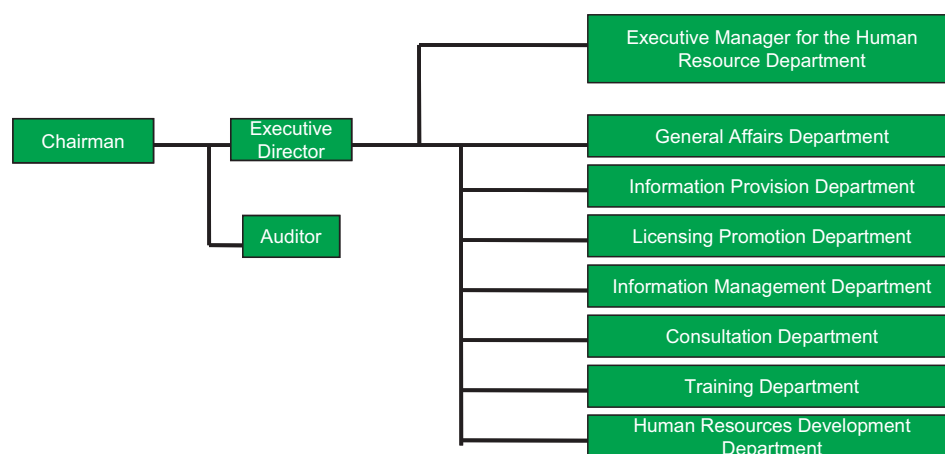 Executive Manager for the Human
Resource Department
Chairman
Executive
Director
General Affairs Department
Information Provision Department
Auditor
Licensing Promotion Department
Information Management Department
Consultation Department
Training Department
Human Resources Development
Department